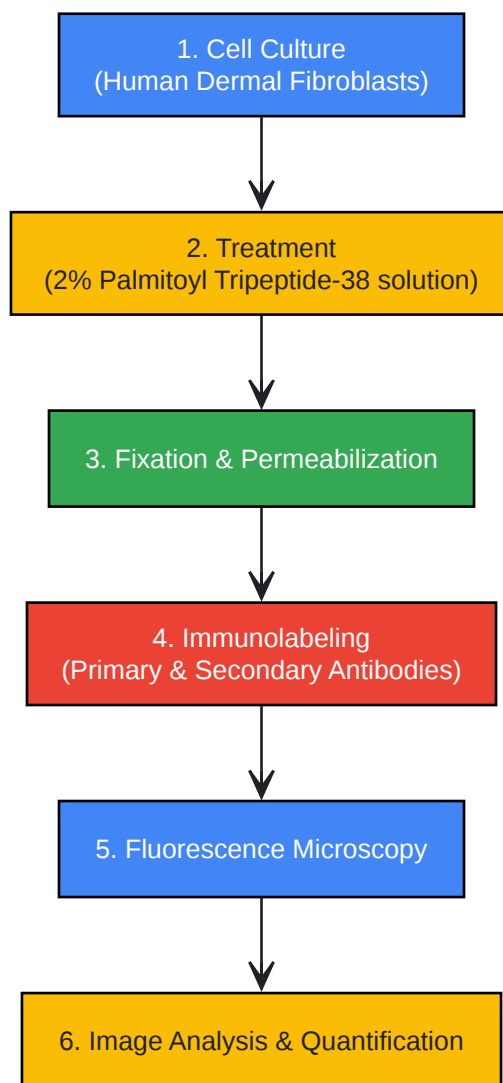 1. Cell Culture
(Human Dermal Fibroblasts)
2. Treatment
(2% Palmitoyl Tripeptide-38 solution)
3. Fixation & Permeabilization
4. Immunolabeling
(Primary & Secondary Antibodies)
5. Fluorescence Microscopy
6. Image Analysis & Quantification